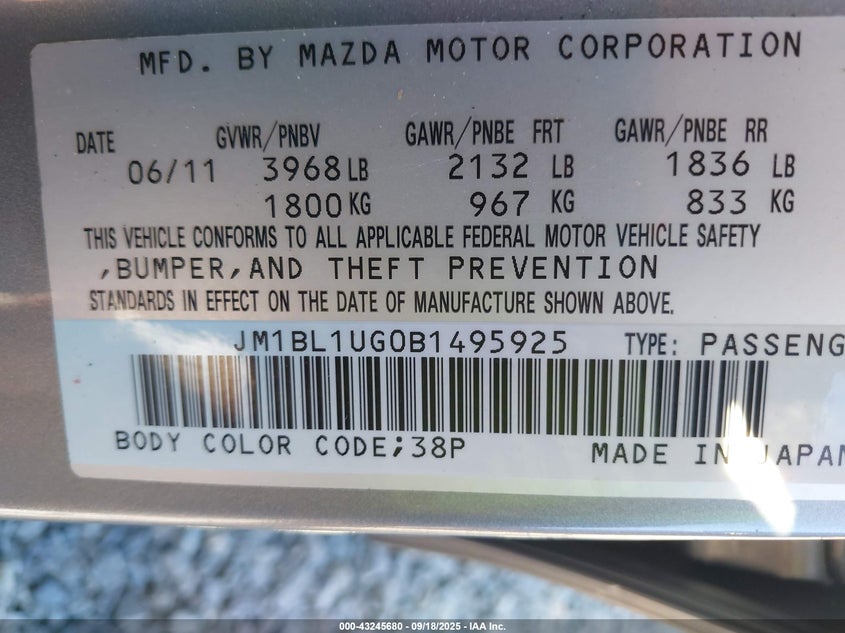 MFD. BY MAZDA MOTOR CORPORATION
DATE GVWR/PNBV GAWR/PNBE FRT GAWR/PNBE RR
06/11 3968 LB 2132 LB 1836 LB
1800 KG 967 KG 833 KG
THIS VEHICLE CONFORMS TO ALL APPLICABLE FEDERAL MOTOR VEHICLE SAFETY
,BUMPER,AND THEFT PREVENTION
STANDARDS IN EFFECT ON THE DATE OF MANUFACTURE SHOWN ABOVE.
JM1BL1UG0B1495925 TYPE: PASSENG
BODY COLOR CODE;38P MADE IN JAPAN
000-43245680 - 09/18/2025 - IAA Inc.